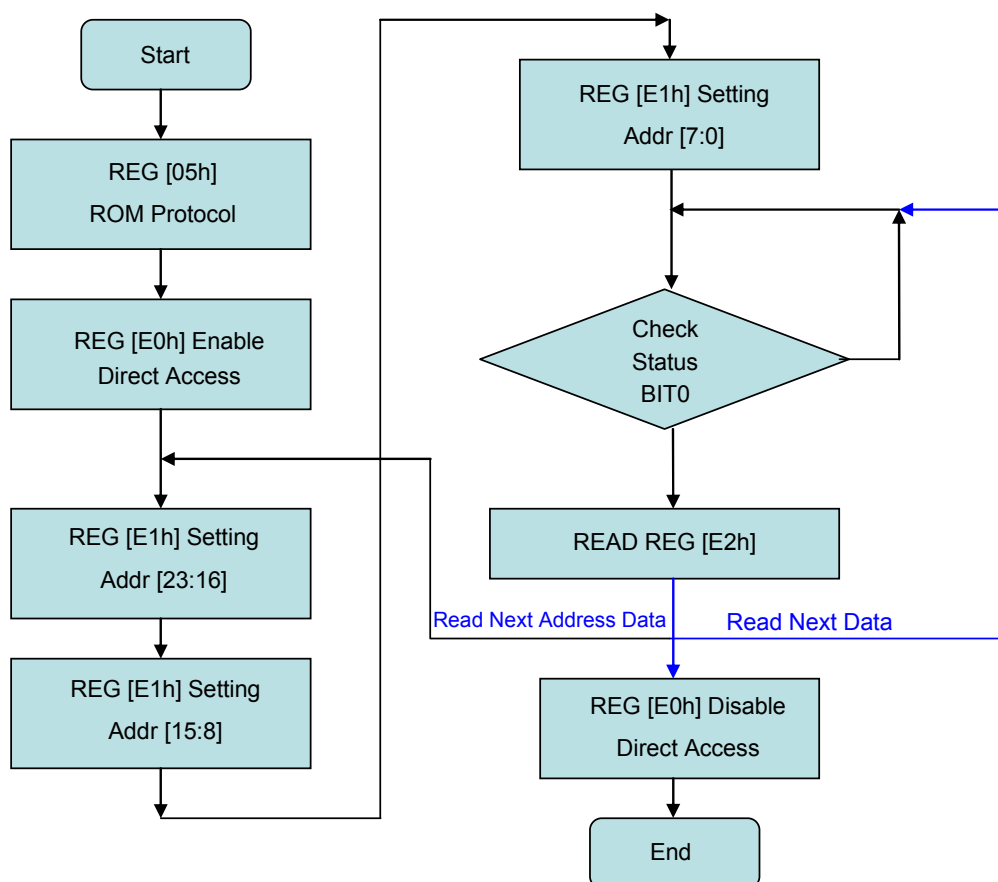 Start
REG [05h]
ROM Protocol
REG [E0h] Enable
Direct Access
REG [E1h] Setting
Addr [23:16]
REG [E1h] Setting
Addr [15:8]
REG [E1h] Setting
Addr [7:0]
Check
Status
BIT0
READ REG [E2h]
Read Next Address Data
Read Next Data
REG [E0h] Disable
Direct Access
End